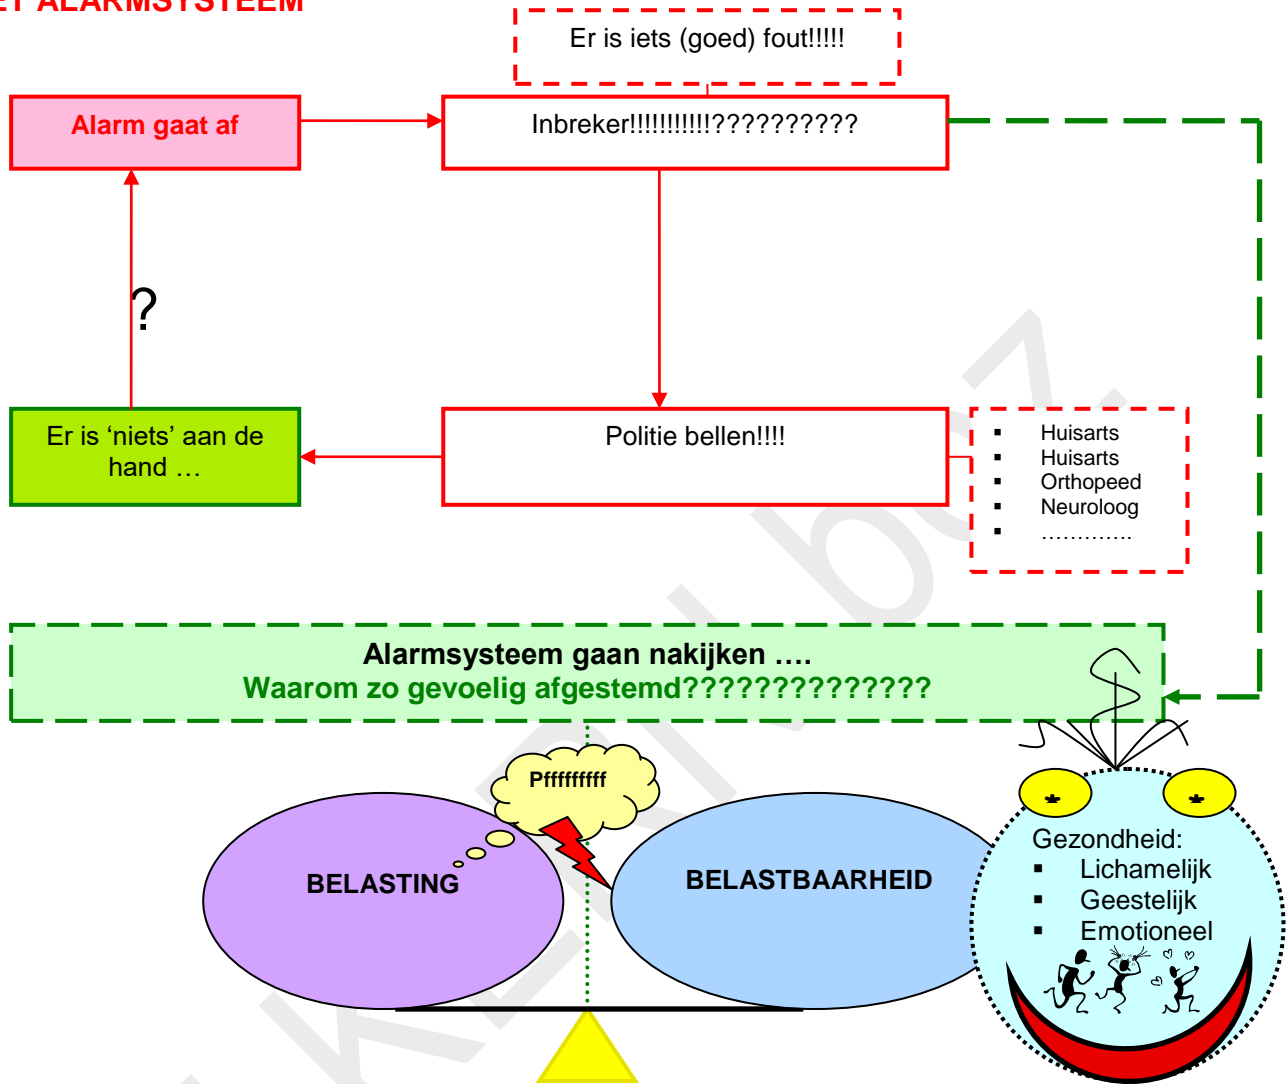 ET ALARMSYSTEEM
Er is iets (goed) fout!!!!!
Alarm gaat af
Inbreker!!!!!!!!!!!??????????
?
Er is ‘niets’ aan de
hand …
Politie bellen!!!!
▪ Huisarts
▪ Huisarts
▪ Orthopeed
▪ Neuroloog
▪ ………….
Alarmsysteem gaan nakijken ….
Waarom zo gevoelig afgestemd??????????????
Pfffffffff
BELASTING
BELASTBAARHEID
Gezondheid:
▪ Lichamelijk
▪ Geestelijk
▪ Emotioneel